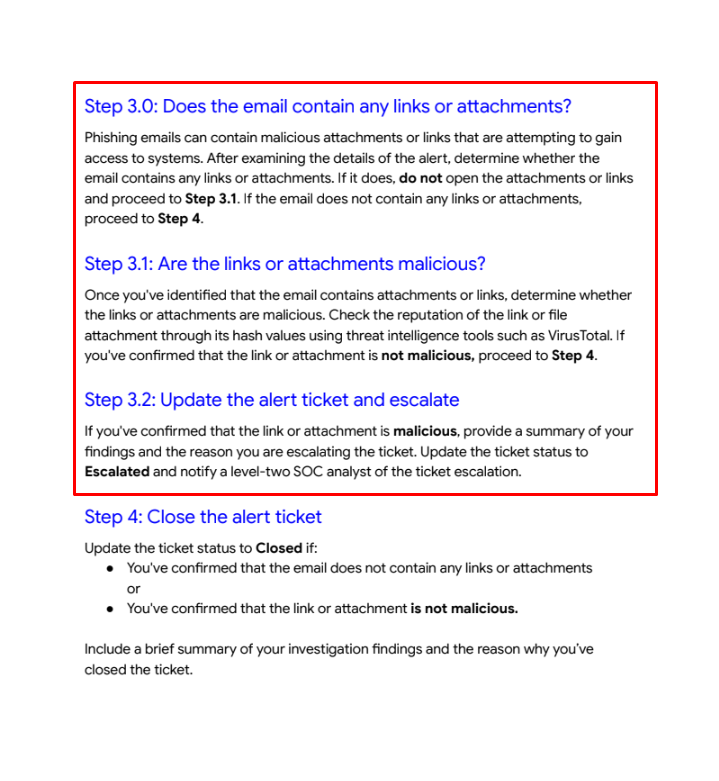 Step 3.0: Does the email contain any links or attachments?
Phishing emails can contain malicious attachments or links that are attempting to gain
access to systems. After examining the details of the alert, determine whether the
email contains any links or attachments. If it does, do not open the attachments or links
and proceed to Step 3.1. If the email does not contain any links or attachments,
proceed to Step 4.
Step 3.1: Are the links or attachments malicious?
Once you've identified that the email contains attachments or links, determine whether
the links or attachments are malicious. Check the reputation of the link or file
attachment through its hash values using threat intelligence tools such as VirusTotal. If
you've confirmed that the link or attachment is not malicious, proceed to Step 4.
Step 3.2: Update the alert ticket and escalate
If you've confirmed that the link or attachment is malicious, provide a summary of your
findings and the reason you are escalating the ticket. Update the ticket status to
Escalated and notify a level-two SOC analyst of the ticket escalation.
Step 4: Close the alert ticket
Update the ticket status to Closed if:
● You've confirmed that the email does not contain any links or attachments
or
● You've confirmed that the link or attachment is not malicious.
Include a brief summary of your investigation findings and the reason why you've
closed the ticket.